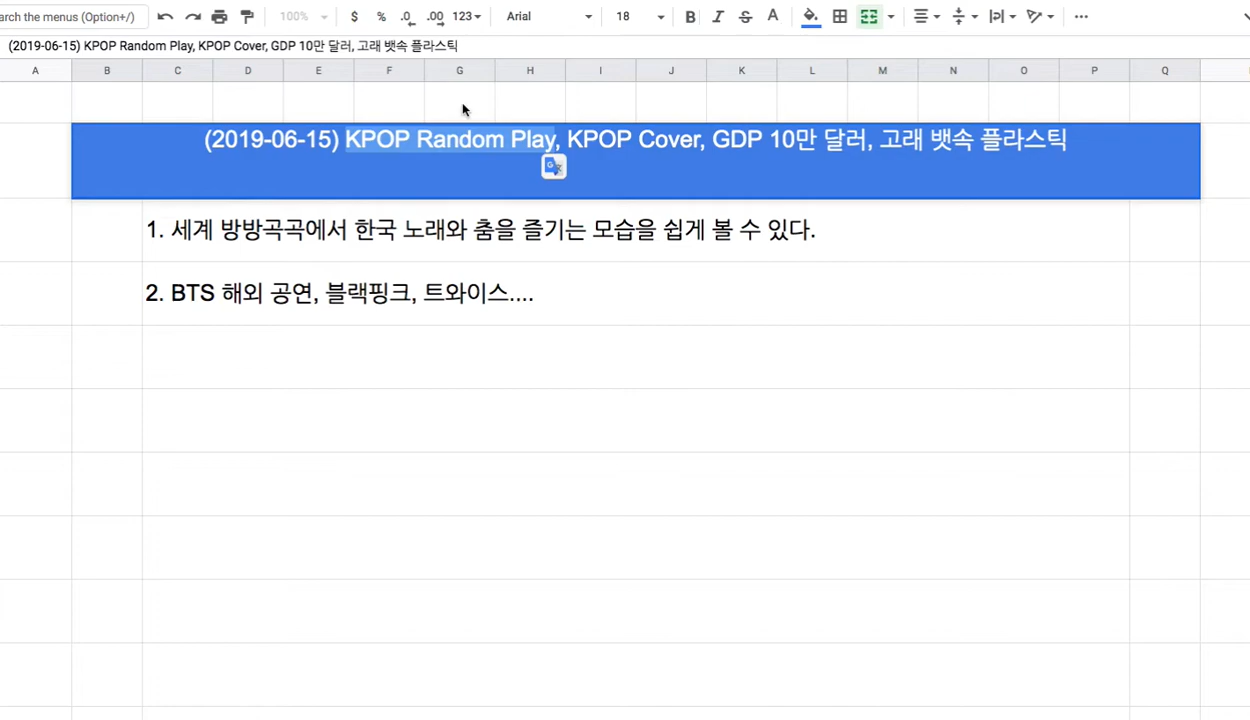 arch the menus (Option+/)
100% $ % .0 .00 123 Arial 18 B I S A
(2019-06-15) KPOP Random Play, KPOP Cover, GDP 10만 달러, 고래 뱃속 플라스틱
A B C D E F G H I J K L M N O P Q
(2019-06-15) KPOP Random Play, KPOP Cover, GDP 10만 달러, 고래 뱃속 플라스틱
1. 세계 방방곡곡에서 한국 노래와 춤을 즐기는 모습을 쉽게 볼 수 있다.
2. BTS 해외 공연, 블랙핑크, 트와이스....